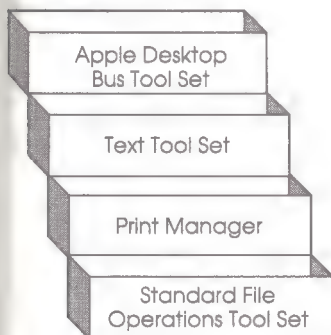 Apple Desktop
Bus Tool Set
Text Tool Set
Print Manager
Standard File
Operations Tool Set